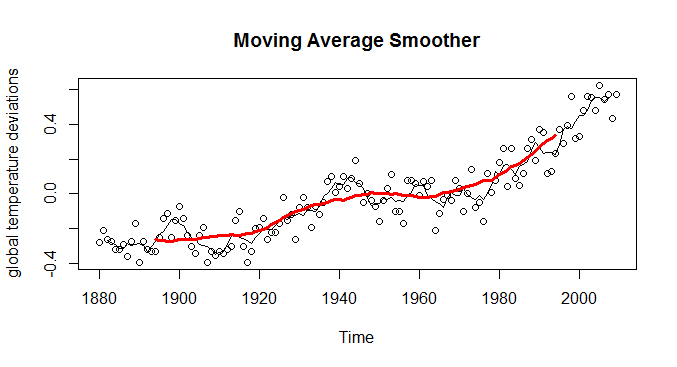 Moving Average Smoother
global temperature deviations
0.4
0.0
-0.4
1880 1900 1920 1940 1960 1980 2000
Time